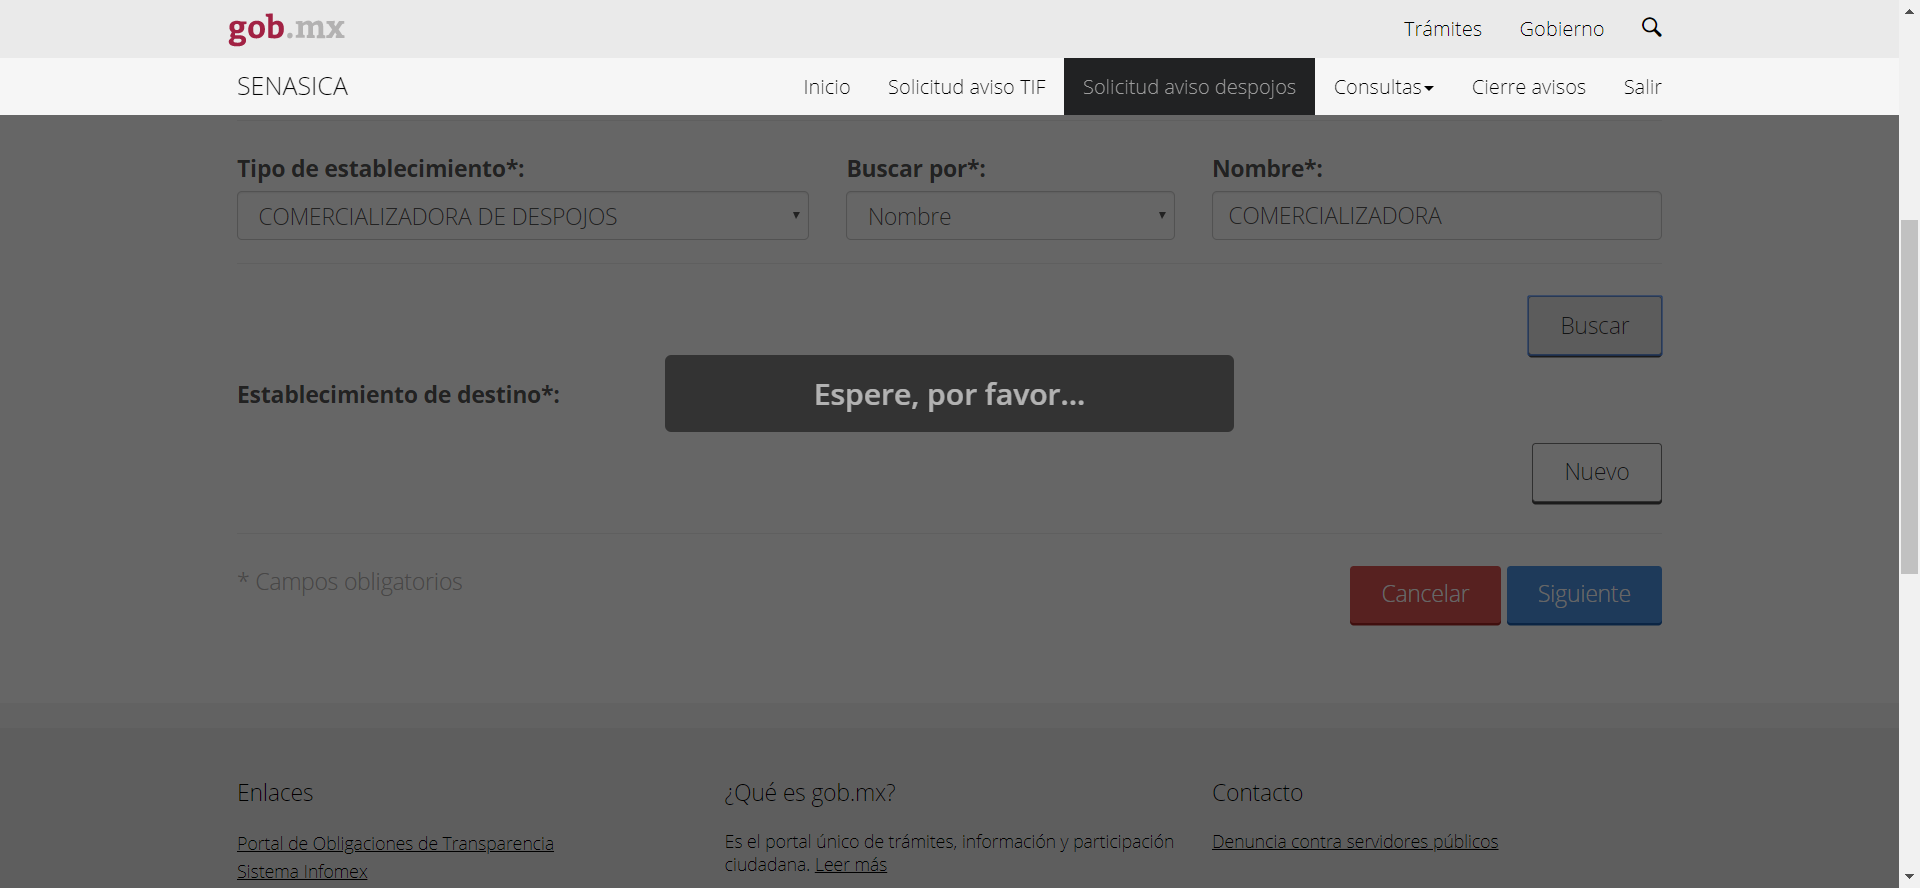 gob.mx
Trámites
Gobierno
SENASICA
Inicio
Solicitud aviso TIF
Solicitud aviso despojos
Consultas
Cierre avisos
Salir
Tipo de establecimiento*:
Buscar por*:
Nombre*:
COMERCIALIZADORA DE DESPOJOS
Nombre
COMERCIALIZADORA
Buscar
Establecimiento de destino*:
Espere, por favor...
Nuevo
* Campos obligatorios
Cancelar
Siguiente
Enlaces
Portal de Obligaciones de Transparencia
Sistema Infomex
¿Qué es gob.mx?
Es el portal único de trámites, información y participación
ciudadana. Leer más
Contacto
Denuncia contra servidores públicos